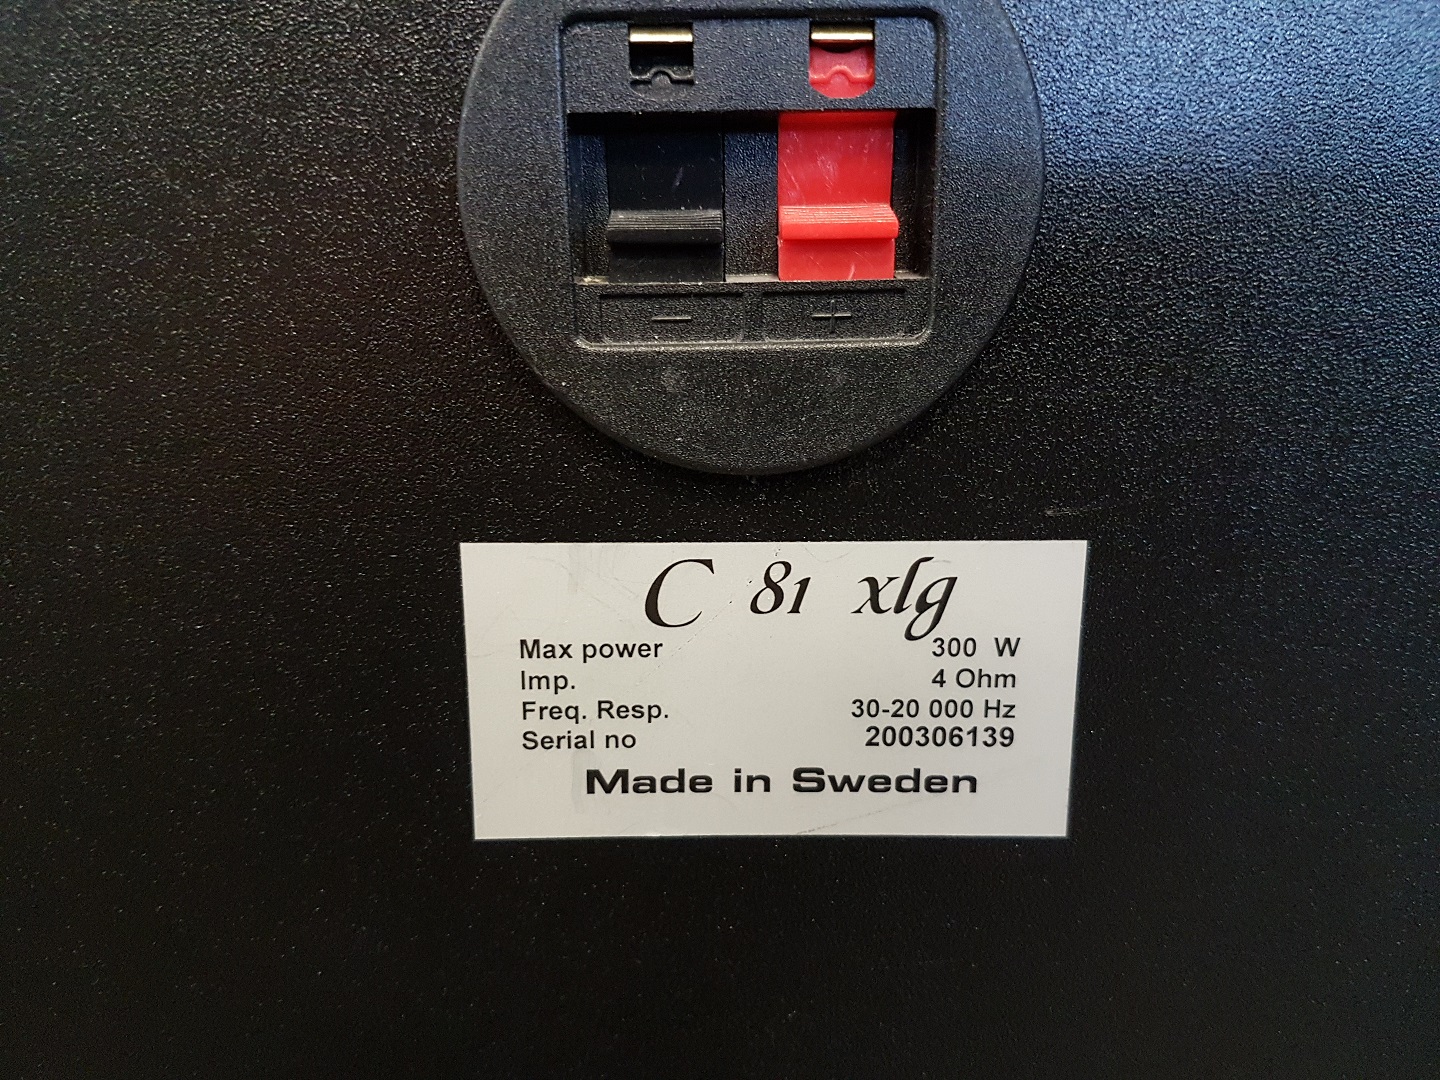 - +
C 81 xlg
Max power 300 W
Imp. 4 Ohm
Freq. Resp. 30-20 000 Hz
Serial no 200306139
Made in Sweden